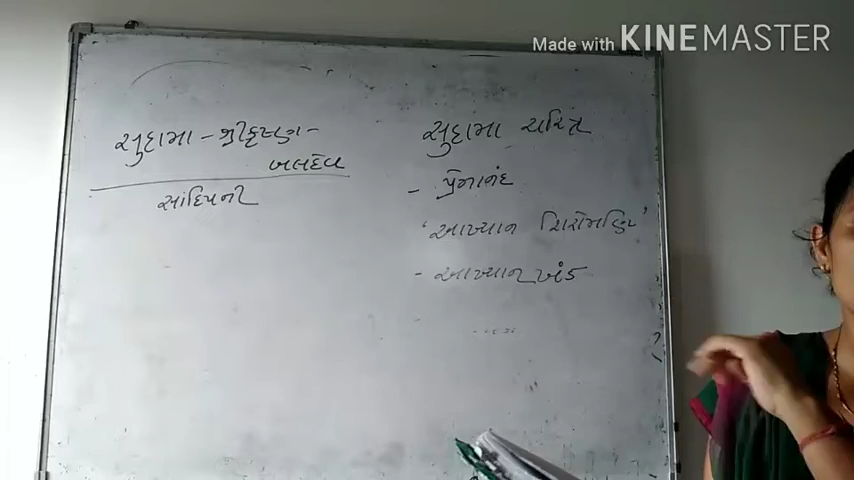 Made with KINEMASTER
સુદામા - શ્રીકૃષ્ણ -
બલદેવ
સાંદિપની
સુદામા ચરિત્ર
- પ્રેમાનંદ
'આખ્યાન શિરોમણિ'
- આખ્યાન ખંડ